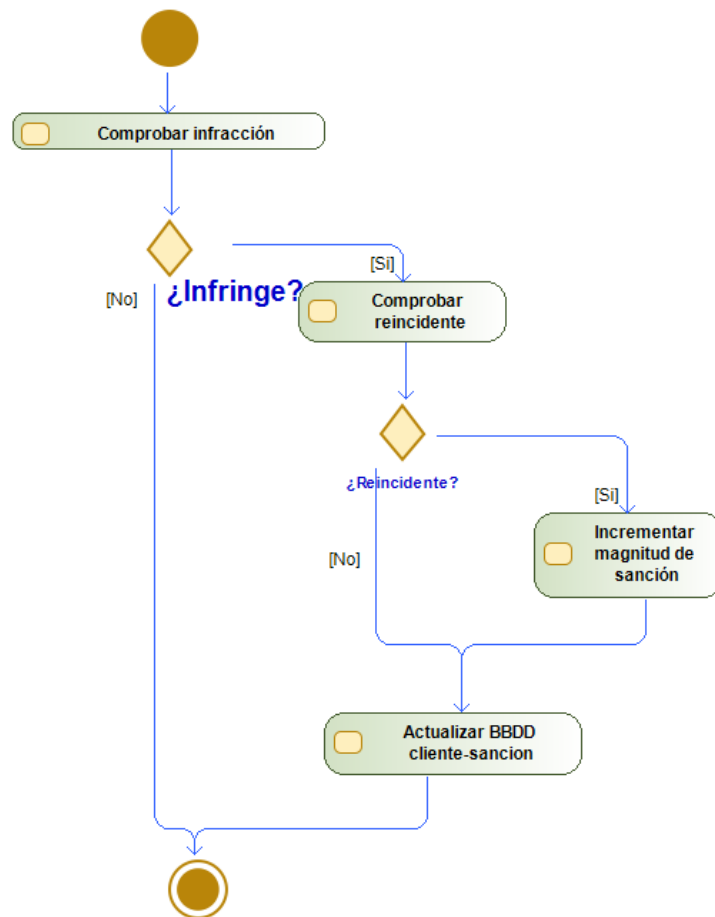 Comprobar infracción
[Si]
¿Infringe?
[No]
Comprobar
reincidente
¿Reincidente?
[Si]
Incrementar
magnitud de
sanción
[No]
Actualizar BBDD
cliente-sancion